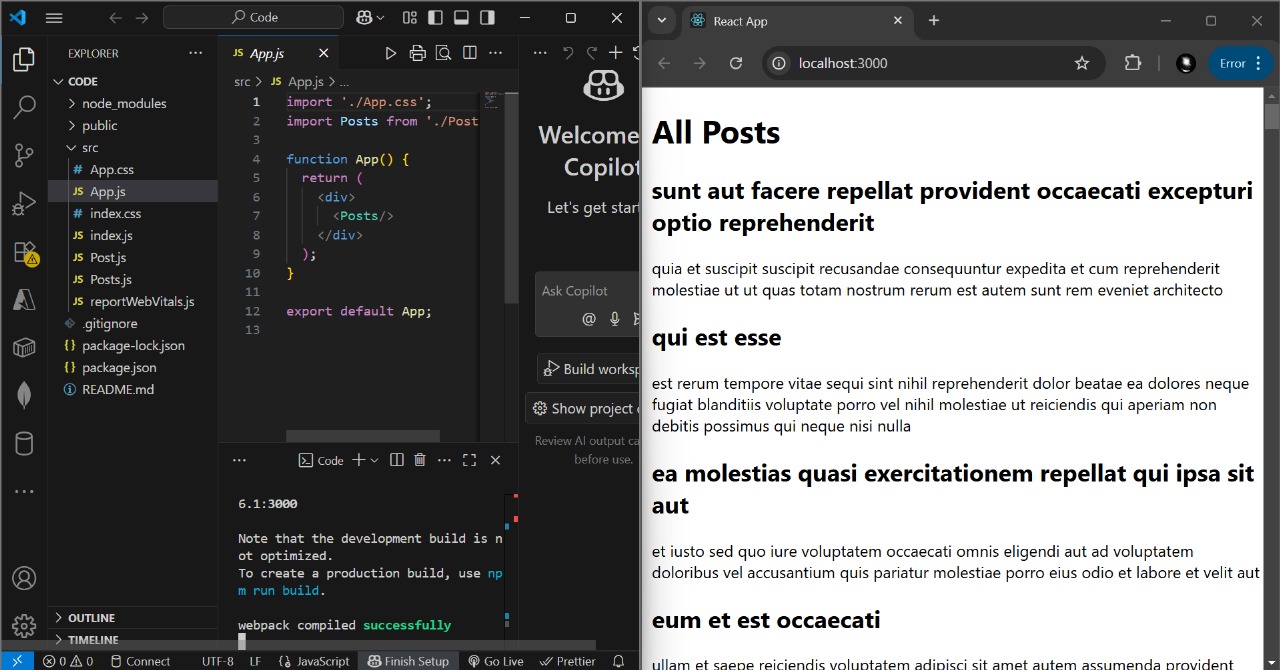 Code
EXPLORER
CODE
node_modules
public
src
# App.css
JS App.js
# index.css
JS index.js
JS Post.js
JS Posts.js
JS reportWebVitals.js
.gitignore
{} package-lock.json
{} package.json
README.md
OUTLINE
TIMELINE
JS App.js
src > JS App.js > ...
1 import './App.css';
2 import Posts from './Post
3
4 function App() {
5 return (
6 <div>
7 <Posts/>
8 </div>
9 );
10 }
11
12 export default App;
13
Welcome
Copilot
Let's get star
Ask Copilot
@
Build worksp
Show project
Review AI output ca
before use.
Code
6.1:3000
Note that the development build is n
ot optimized.
To create a production build, use np
m run build.
webpack compiled successfully
0 0 Connect UTF-8 LF {} JavaScript Finish Setup Go Live Prettier
React App
localhost:3000
Error
All Posts
sunt aut facere repellat provident occaecati excepturi
optio reprehenderit
quia et suscipit suscipit recusandae consequuntur expedita et cum reprehenderit
molestiae ut ut quas totam nostrum rerum est autem sunt rem eveniet architecto
qui est esse
est rerum tempore vitae sequi sint nihil reprehenderit dolor beatae ea dolores neque
fugiat blanditiis voluptate porro vel nihil molestiae ut reiciendis qui aperiam non
debitis possimus qui neque nisi nulla
ea molestias quasi exercitationem repellat qui ipsa sit
aut
et iusto sed quo iure voluptatem occaecati omnis eligendi aut ad voluptatem
doloribus vel accusantium quis pariatur molestiae porro eius odio et labore et velit aut
eum et est occaecati
ullam et saepe reiciendis voluptatem adipisci sit amet autem assumenda provident